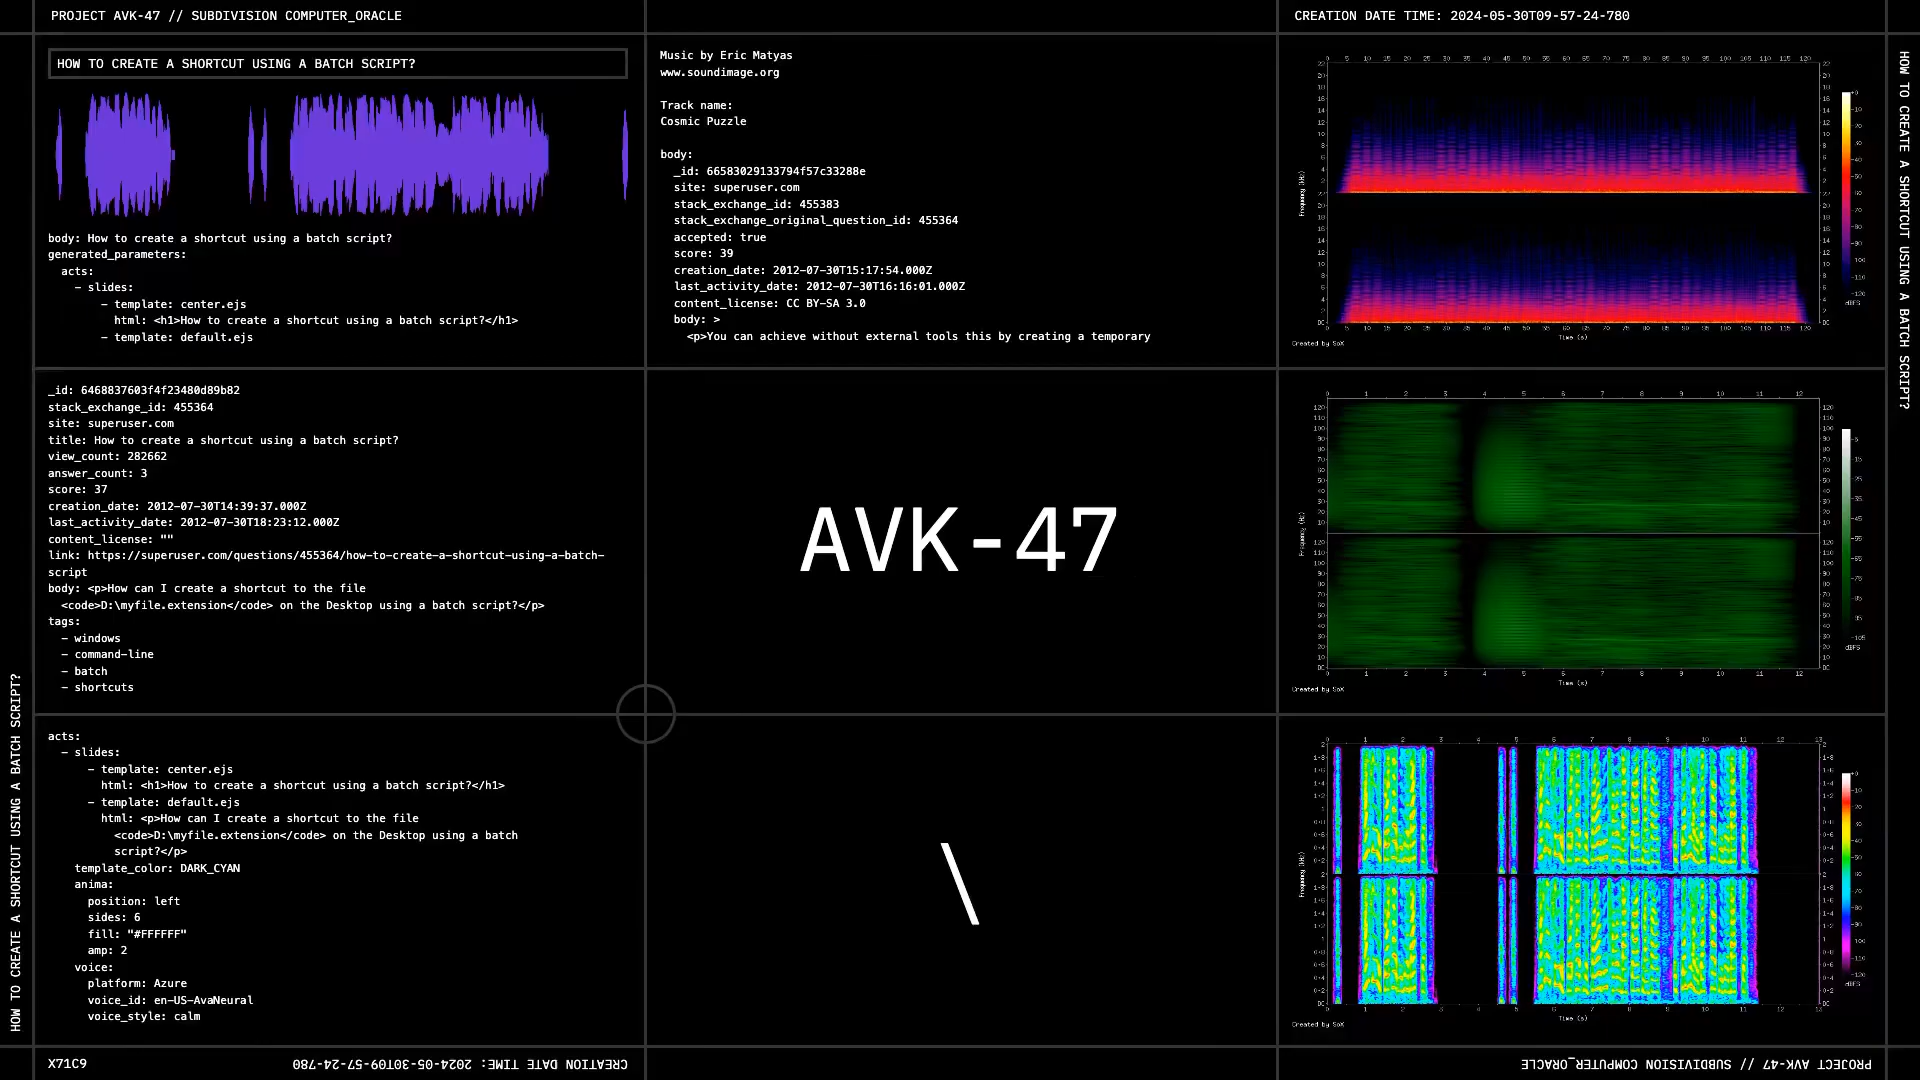 PROJECT AVK-47 // SUBDIVISION COMPUTER_ORACLE
CREATION DATE TIME: 2024-05-30T09-57-24-780
HOW TO CREATE A SHORTCUT USING A BATCH SCRIPT?
body: How to create a shortcut using a batch script?
generated_parameters:
acts:
– slides:
– template: center.ejs
html: <h1>How to create a shortcut using a batch script?</h1>
– template: default.ejs
Music by Eric Matyas
www.soundimage.org
Track name:
Cosmic Puzzle
body:
_id: 66583029133794f57c33288e
site: superuser.com
stack_exchange_id: 455383
stack_exchange_original_question_id: 455364
accepted: true
score: 39
creation_date: 2012-07-30T15:17:54.000Z
last_activity_date: 2012-07-30T16:16:01.000Z
content_license: CC BY-SA 3.0
body: >
<p>You can achieve without external tools this by creating a temporary
Frequency (kHz)
Time (s)
dBFS
Created by SoX
HOW TO CREATE A SHORTCUT USING A BATCH SCRIPT?
_id: 6468837603f4f23480d89b82
stack_exchange_id: 455364
site: superuser.com
title: How to create a shortcut using a batch script?
view_count: 282662
answer_count: 3
score: 37
creation_date: 2012-07-30T14:39:37.000Z
last_activity_date: 2012-07-30T18:23:12.000Z
content_license: ""
link: https://superuser.com/questions/455364/how-to-create-a-shortcut-using-a-batch-
script
body: <p>How can I create a shortcut to the file
<code>D:\myfile.extension</code> on the Desktop using a batch script?</p>
tags:
– windows
– command-line
– batch
– shortcuts
AVK-47
Frequency (Hz)
Time (s)
dBFS
Created by SoX
HOW TO CREATE A SHORTCUT USING A BATCH SCRIPT?
acts:
– slides:
– template: center.ejs
html: <h1>How to create a shortcut using a batch script?</h1>
– template: default.ejs
html: <p>How can I create a shortcut to the file
<code>D:\myfile.extension</code> on the Desktop using a batch
script?</p>
template_color: DARK_CYAN
anima:
position: left
sides: 6
fill: "#FFFFFF"
amp: 2
voice:
platform: Azure
voice_id: en-US-AvaNeural
voice_style: calm
\
Frequency (kHz)
Time (s)
dBFS
Created by SoX
X71C9
CREATION DATE TIME: 2024-05-30T09-57-24-780
PROJECT AVK-47 // SUBDIVISION COMPUTER_ORACLE